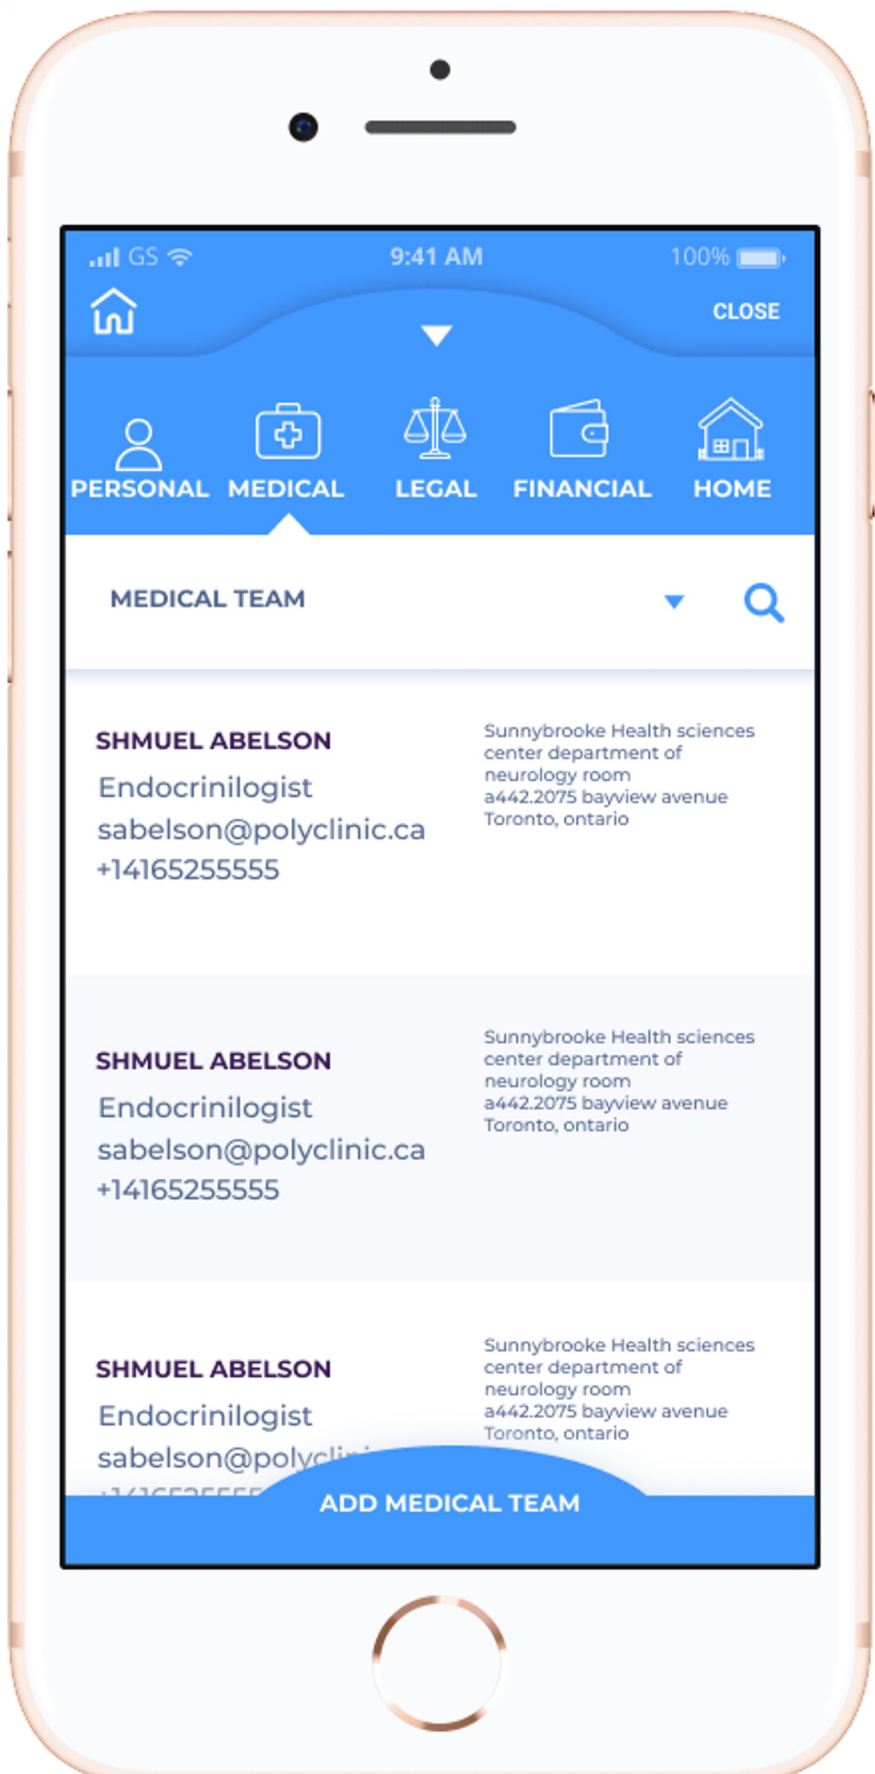 GS
9:41 AM
100%
CLOSE
PERSONAL
MEDICAL
LEGAL
FINANCIAL
HOME
MEDICAL TEAM
SHMUEL ABELSON
Endocrinilogist
sabelson@polyclinic.ca
+14165255555
Sunnybrooke Health sciences
center department of
neurology room
a442.2075 bayview avenue
Toronto, ontario
SHMUEL ABELSON
Endocrinilogist
sabelson@polyclinic.ca
+14165255555
Sunnybrooke Health sciences
center department of
neurology room
a442.2075 bayview avenue
Toronto, ontario
SHMUEL ABELSON
Endocrinilogist
Sunnybrooke Health sciences
center department of
neurology room
a442.2075 bayview avenue
Toronto, ontario
ADD MEDICAL TEAM